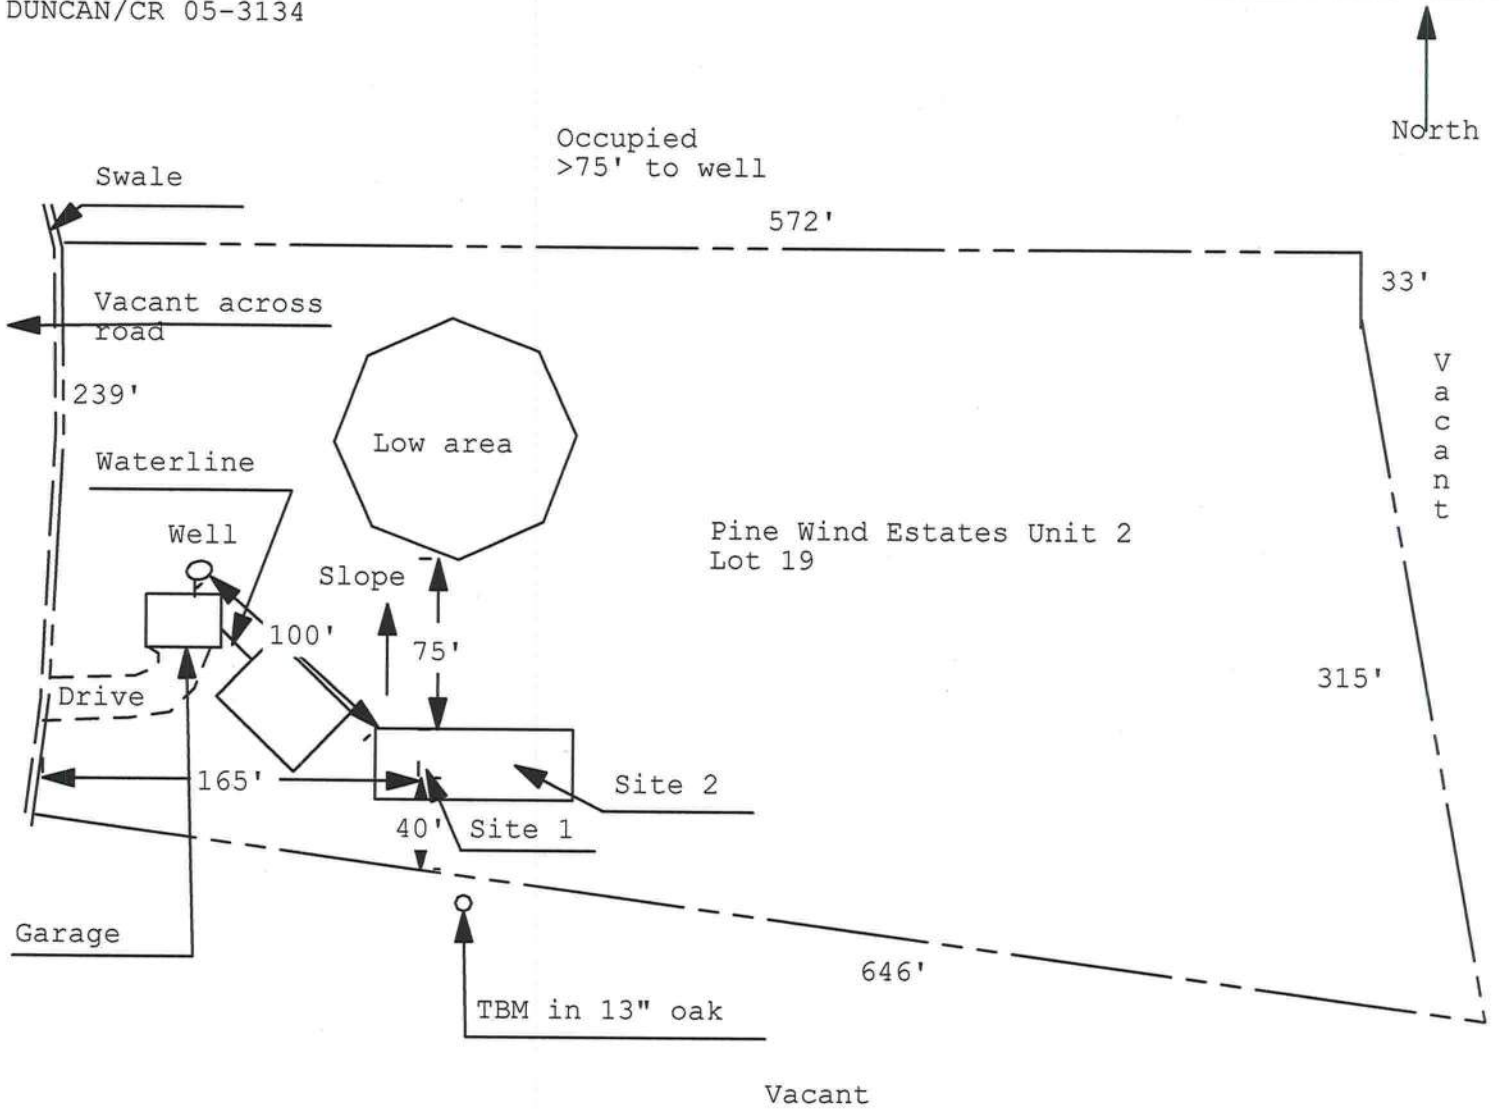 DUNCAN/CR 05-3134
North
Occupied
>75' to well
Swale
572'
33'
Vacant across
road
239'
Vacant
Low area
Waterline
Well
Pine Wind Estates Unit 2
Lot 19
Slope
100'
75'
315'
Drive
165'
Site 2
40'
Site 1
Garage
646'
TBM in 13" oak
Vacant